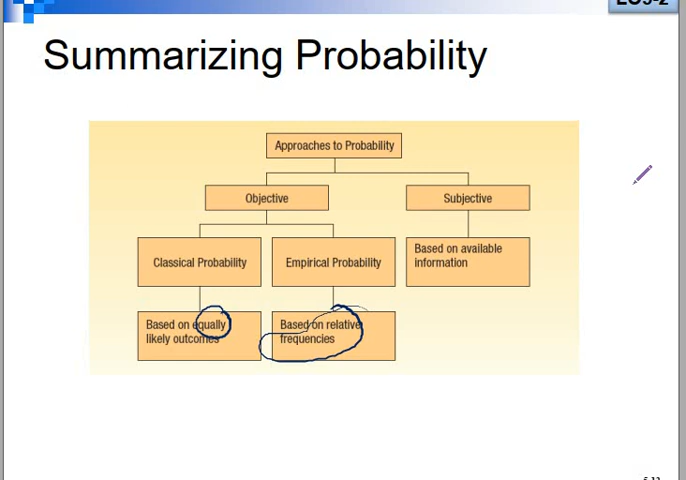 LO5-2
Summarizing Probability
Approaches to Probability
Objective
Subjective
Classical Probability
Empirical Probability
Based on available
information
Based on equally
likely outcomes
Based on relative
frequencies